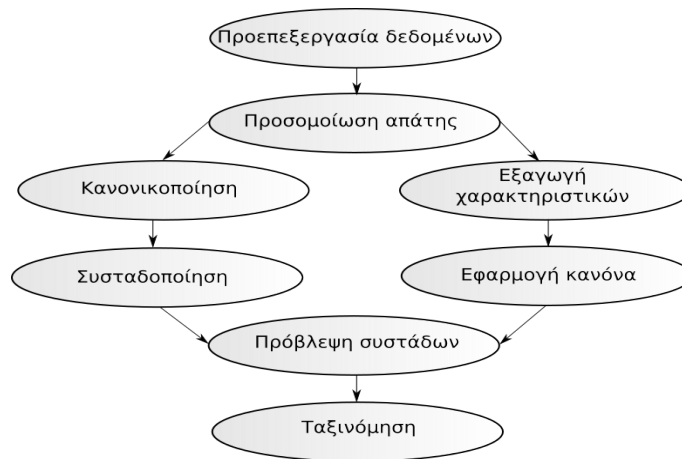 Προεπεξεργασία δεδομένων
Προσομοίωση απάτης
Κανονικοποίηση
Εξαγωγή
χαρακτηριστικών
Συσταδοποίηση
Εφαρμογή κανόνα
Πρόβλεψη συστάδων
Ταξινόμηση